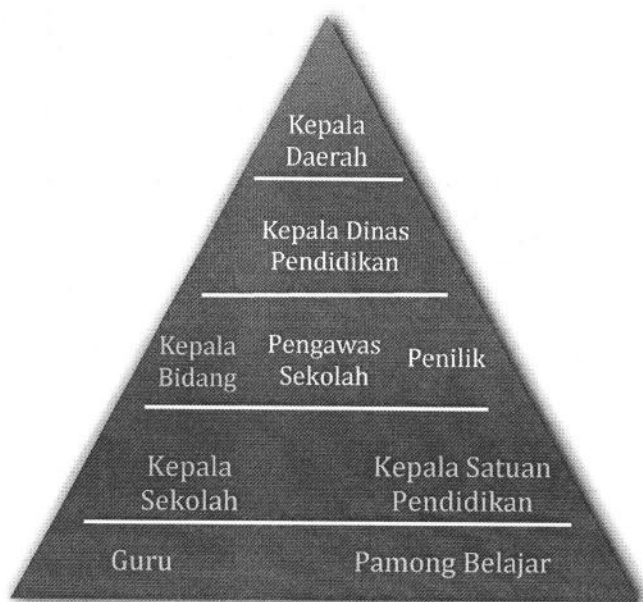 Kepala
Daerah
Kepala Dinas
Pendidikan
Kepala
Bidang
Pengawas
Sekolah
Penilik
Kepala
Sekolah
Kepala Satuan
Pendidikan
Guru
Pamong Belajar